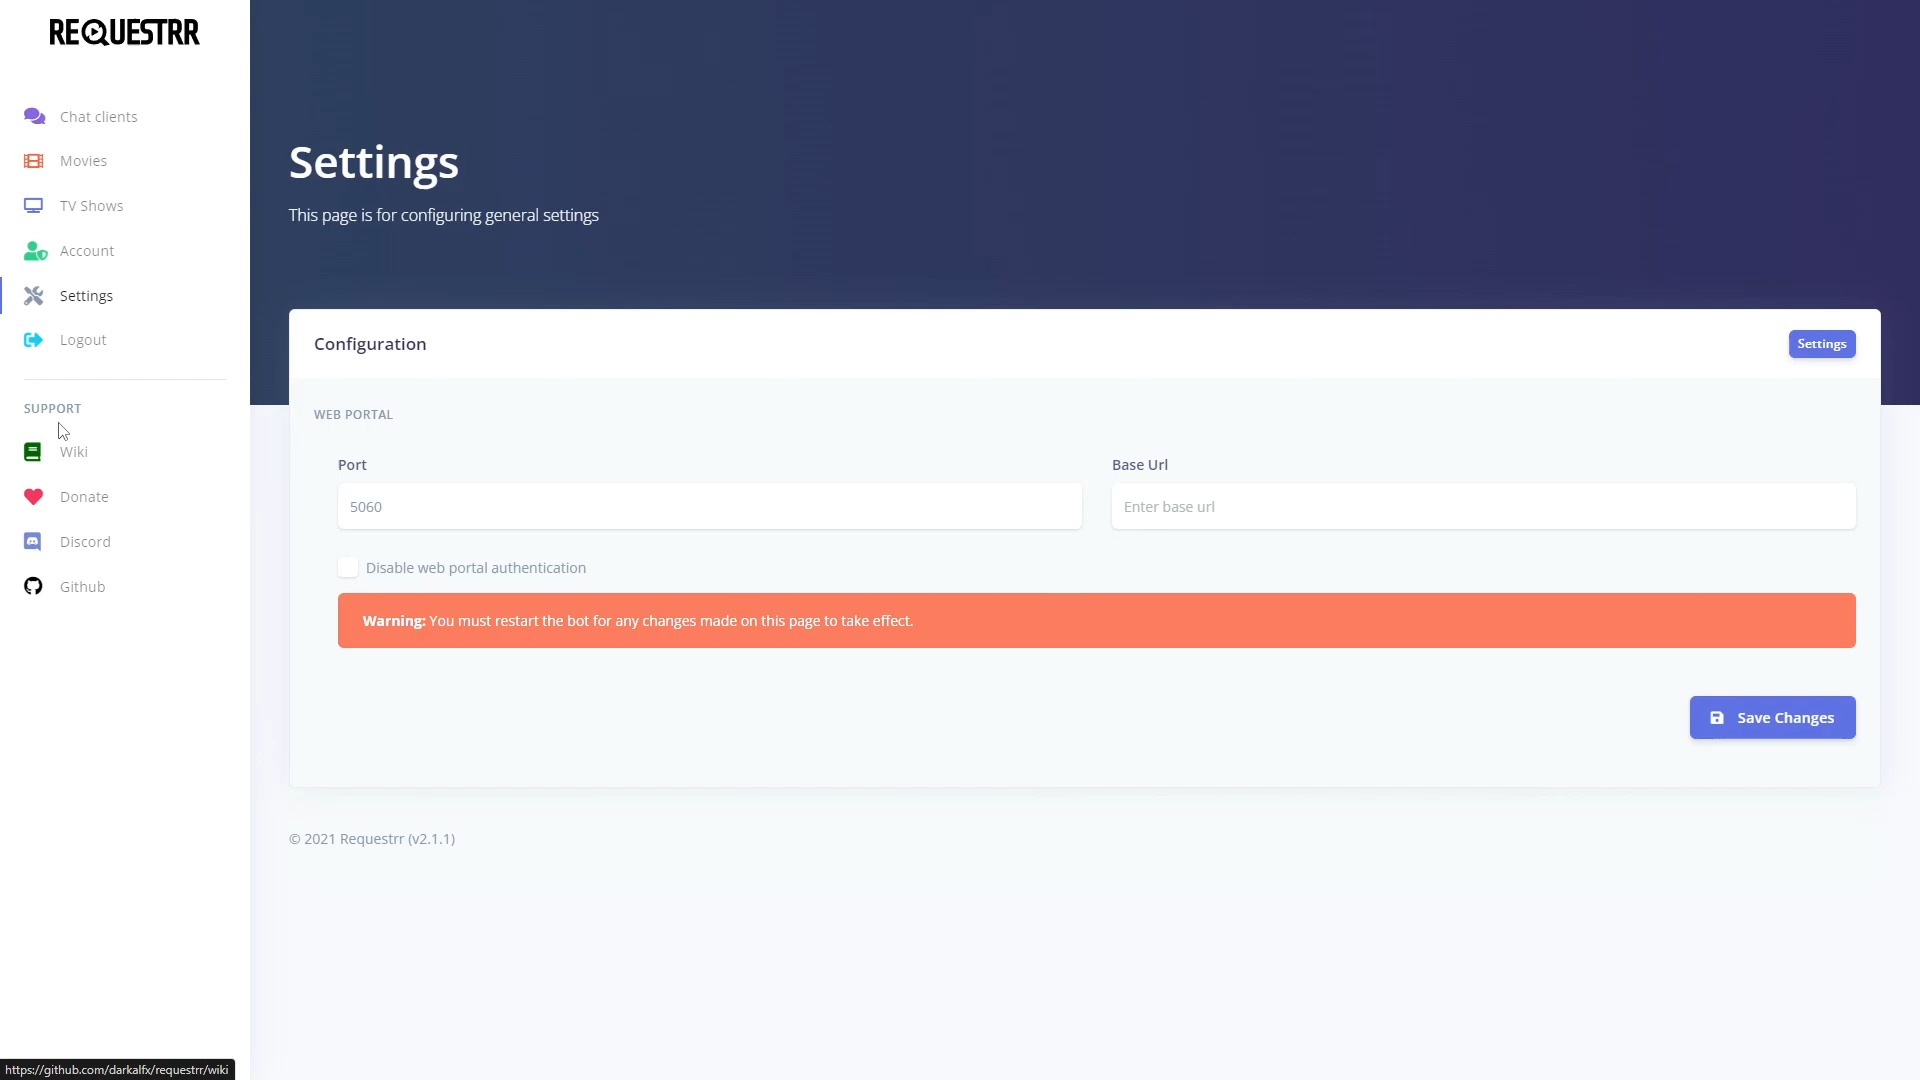 REQUESTRR
Chat clients
Movies
TV Shows
Account
Settings
Logout
SUPPORT
Wiki
Donate
Discord
Github
Settings
This page is for configuring general settings
Configuration
Settings
WEB PORTAL
Port
Base Url
5060
Enter base url
Disable web portal authentication
Warning: You must restart the bot for any changes made on this page to take effect.
Save Changes
© 2021 Requestrr (v2.1.1)
https://github.com/darkalfx/requestrr/wiki